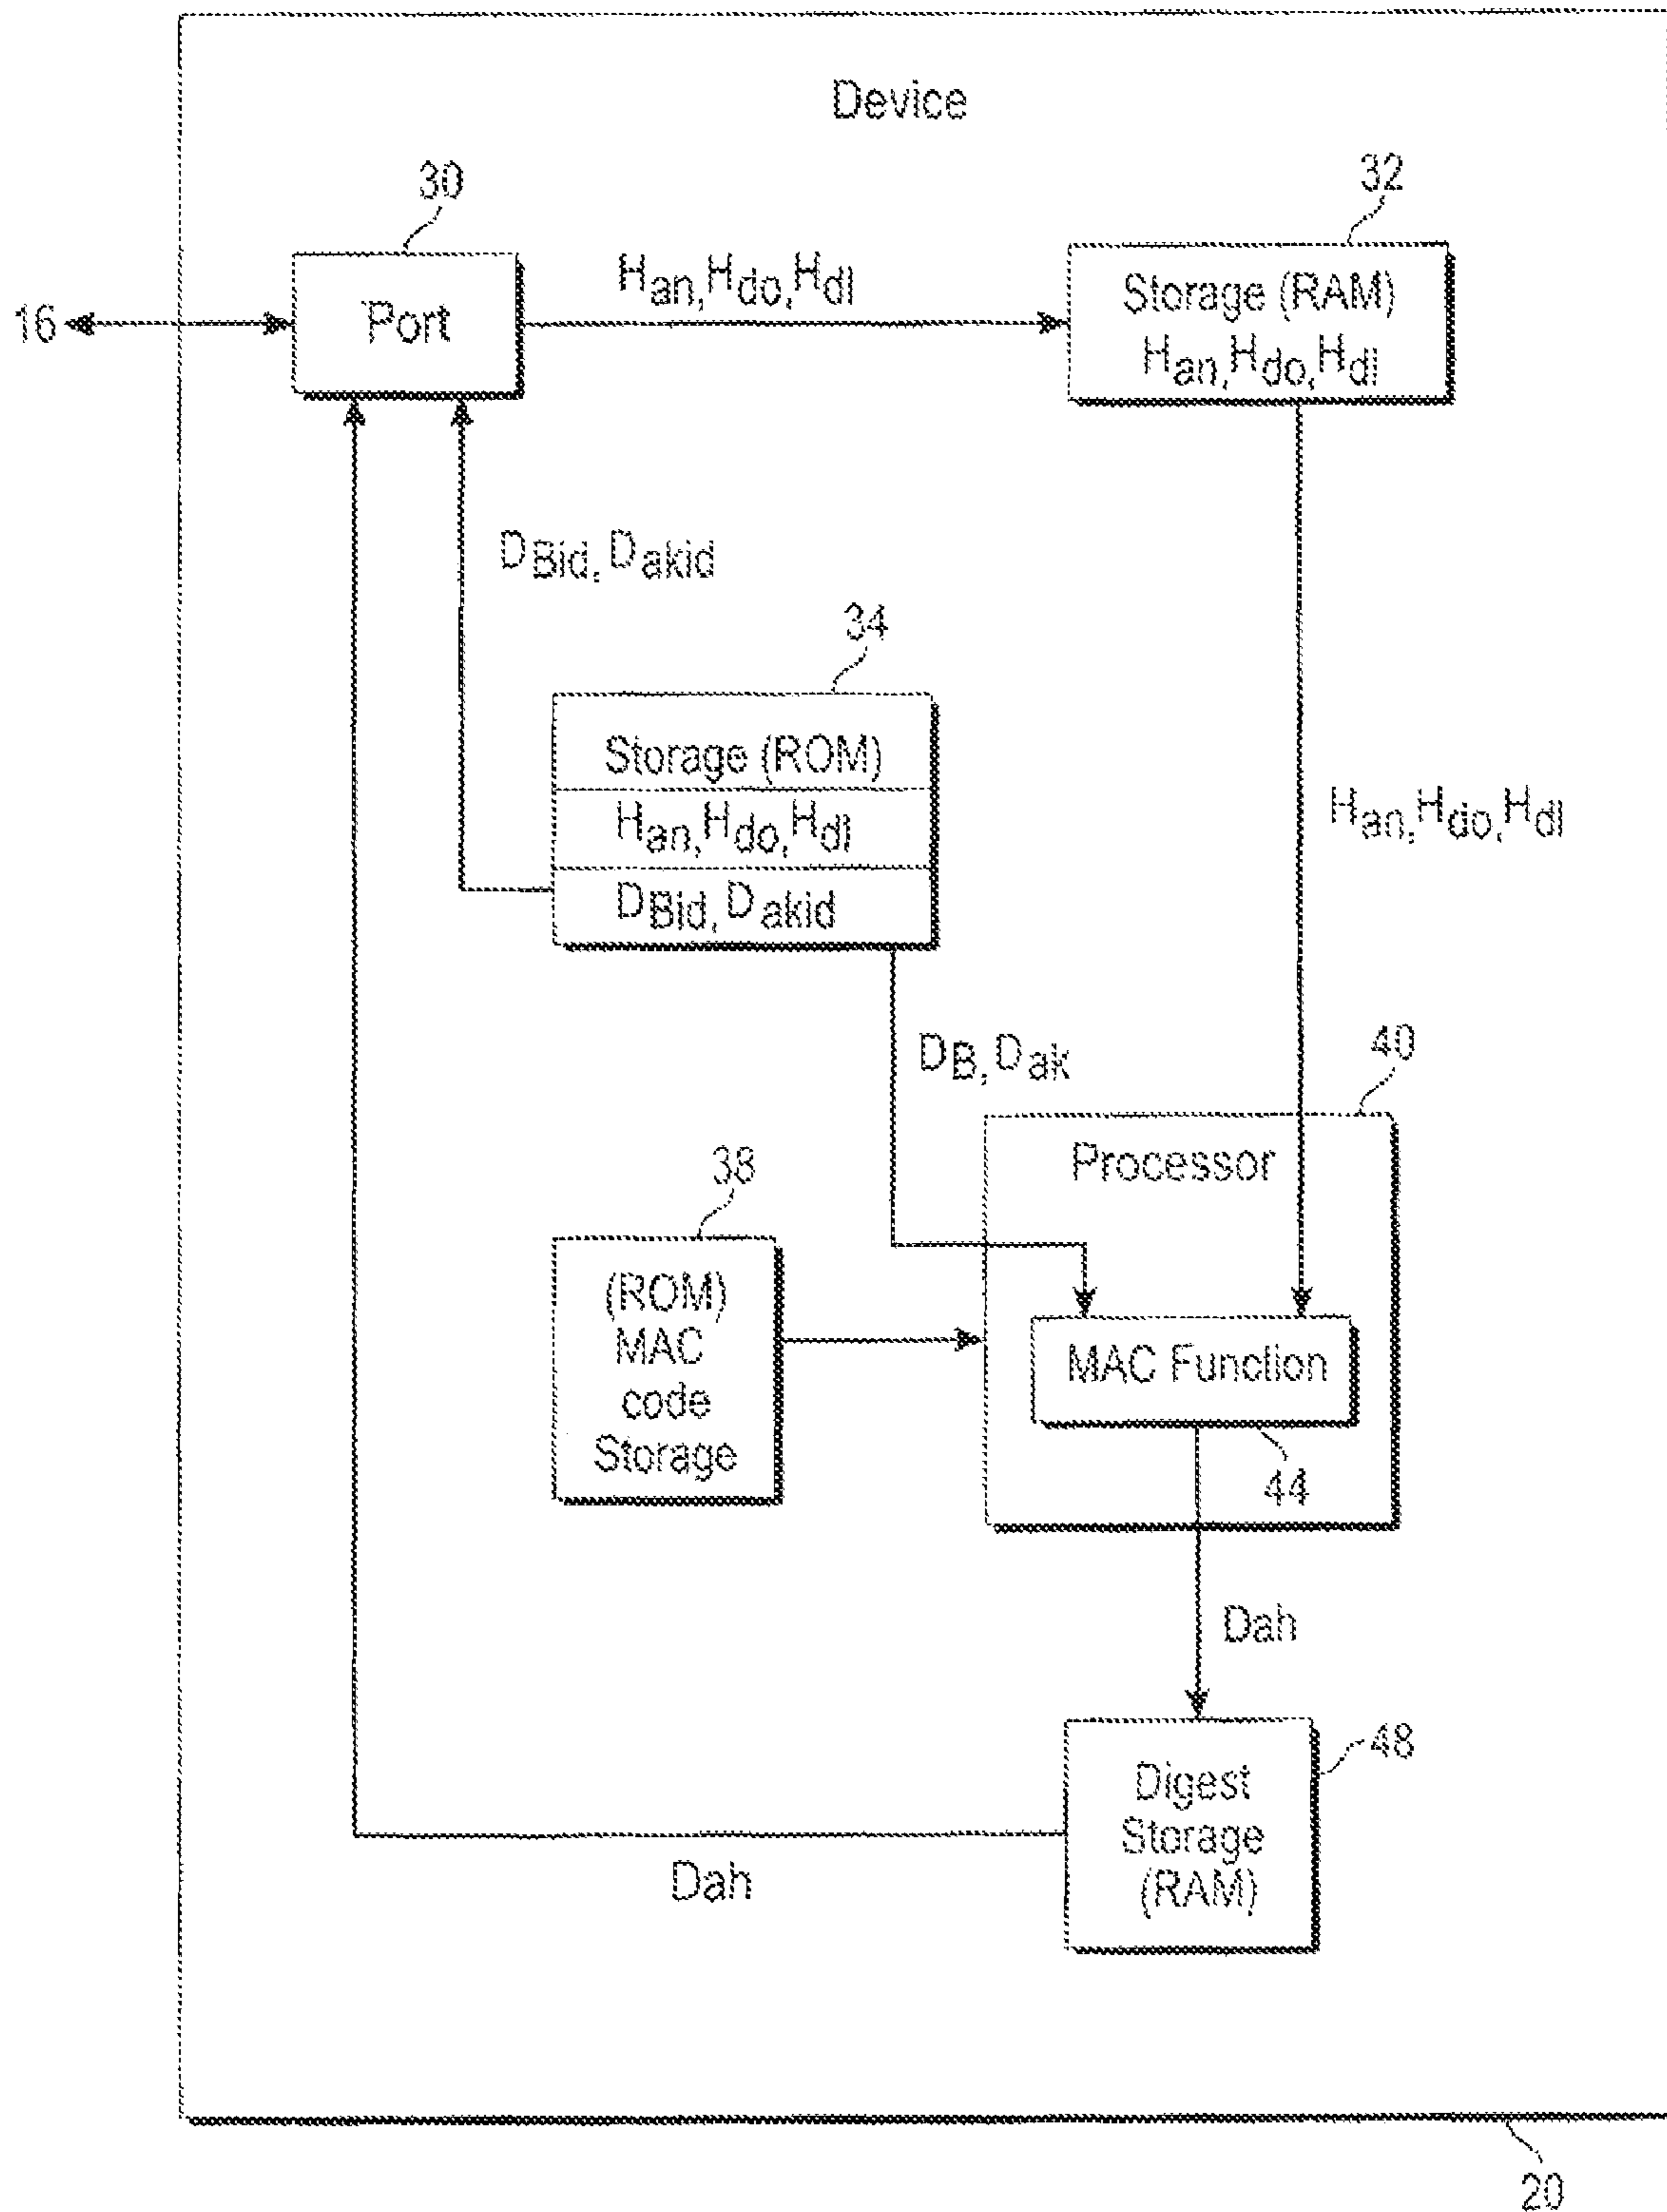 Device
30
32
16
Port
Han, Hdo, Hdl
Storage (RAM)
Han, Hdo, Hdl
DBid, Dakid
34
Storage (ROM)
Han, Hdo, Hdl
DBid, Dakid
Han, Hdo, Hdl
DB, Dak
40
Processor
38
(ROM)
MAC
code
Storage
MAC Function
44
Dah
48
Digest
Storage
(RAM)
Dah
20